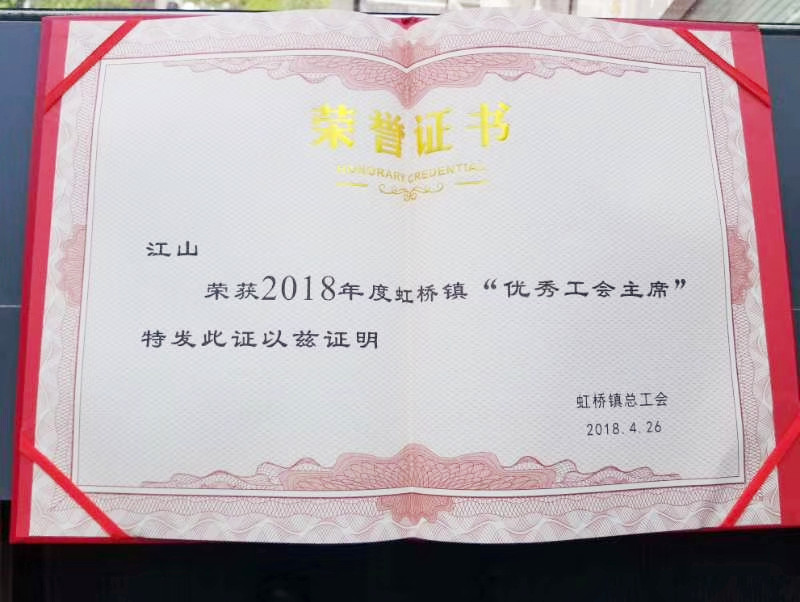 荣誉证书
HONORARY CREDENTIAL
江山
荣获2018年度虹桥镇“优秀工会主席”
特发此证以兹证明
虹桥镇总工会
2018.4.26